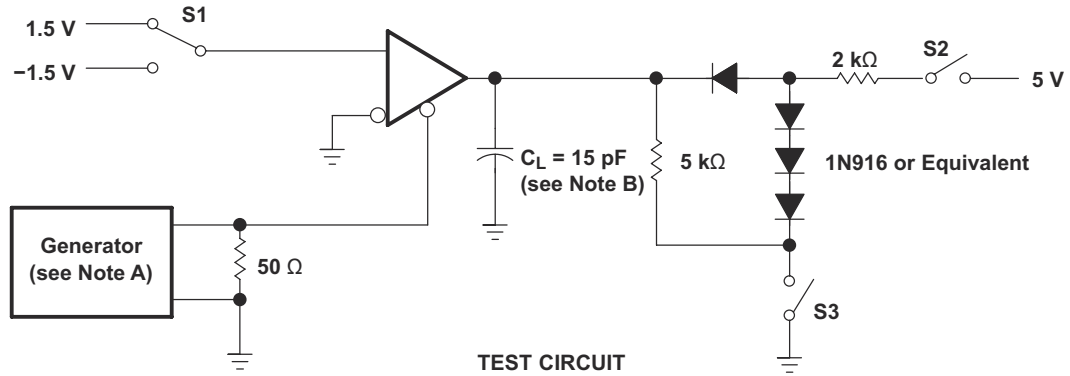 S1
1.5 V
−1.5 V
S2
2 kΩ
5 V
CL = 15 pF
(see Note B)
5 kΩ
1N916 or Equivalent
Generator
(see Note A)
50 Ω
S3
TEST CIRCUIT